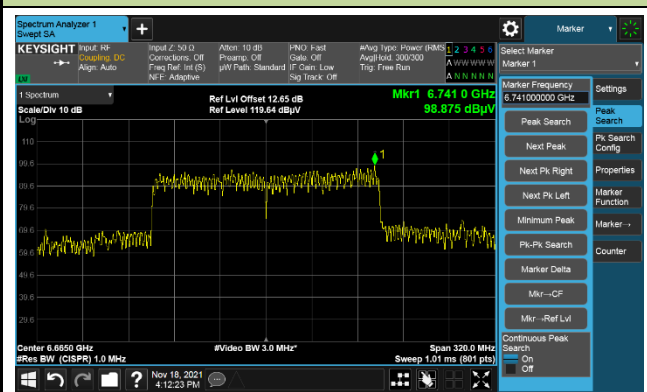 Spectrum Analyzer 1
Swept SA
Marker
KEYSIGHT
Input: RF
Coupling: DC
Align: Auto
Input Z: 50 Ω
Corrections: Off
Freq Ref: Int (S)
NFE: Adaptive
Atten: 10 dB
Preamp: Off
µW Path: Standard
PNO: Fast
Gate: Off
IF Gain: Low
Sig Track: Off
#Avg Type: Power (RMS
Avg|Hold: 300/300
Trig: Free Run
1 2 3 4 5 6
A W W W W W
A N N N N N
LV
Select Marker
Marker 1
1 Spectrum
Scale/Div 10 dB
Log
Ref Lvl Offset 12.65 dB
Ref Level 119.64 dBµV
Mkr1 6.741 0 GHz
98.875 dBµV
1
110
99.6
89.6
79.6
69.6
59.6
49.6
39.6
29.6
Center 6.6650 GHz
#Res BW (CISPR) 1.0 MHz
#Video BW 3.0 MHz*
Span 320.0 MHz
Sweep 1.01 ms (801 pts)
Marker Frequency
6.741000000 GHz
Peak Search
Next Peak
Next Pk Right
Next Pk Left
Minimum Peak
Pk-Pk Search
Marker Delta
Mkr→CF
Mkr→Ref Lvl
Continuous Peak
Search
On
Off
Settings
Peak
Search
Pk Search
Config
Properties
Marker
Function
Marker→
Counter
Nov 18, 2021
4:12:23 PM